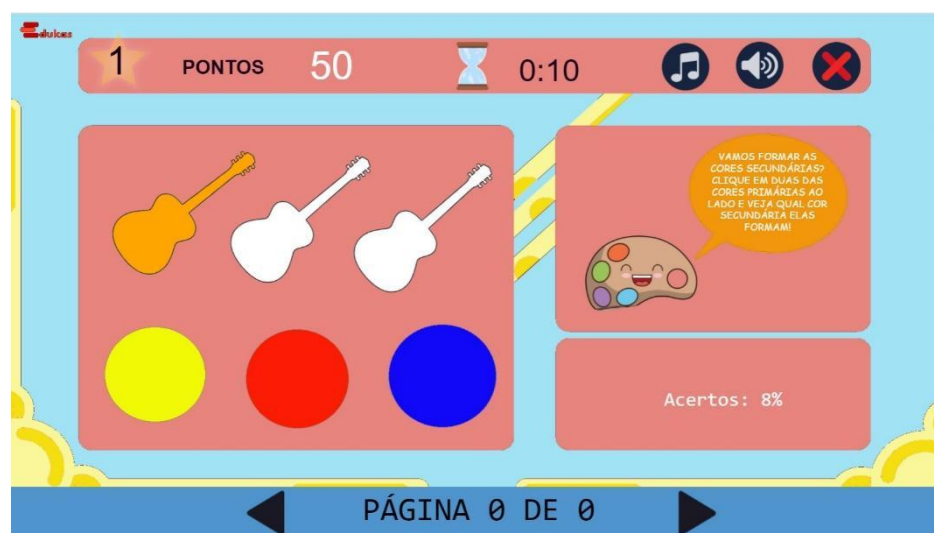 Edukas
1 PONTOS 50 0:10
VAMOS FORMAR AS
CORES SECUNDÁRIAS?
CLIQUE EM DUAS DAS
CORES PRIMÁRIAS AO
LADO E VEJA QUAL COR
SECUNDÁRIA ELAS
FORMAM!
Acertos: 8%
PÁGINA 0 DE 0